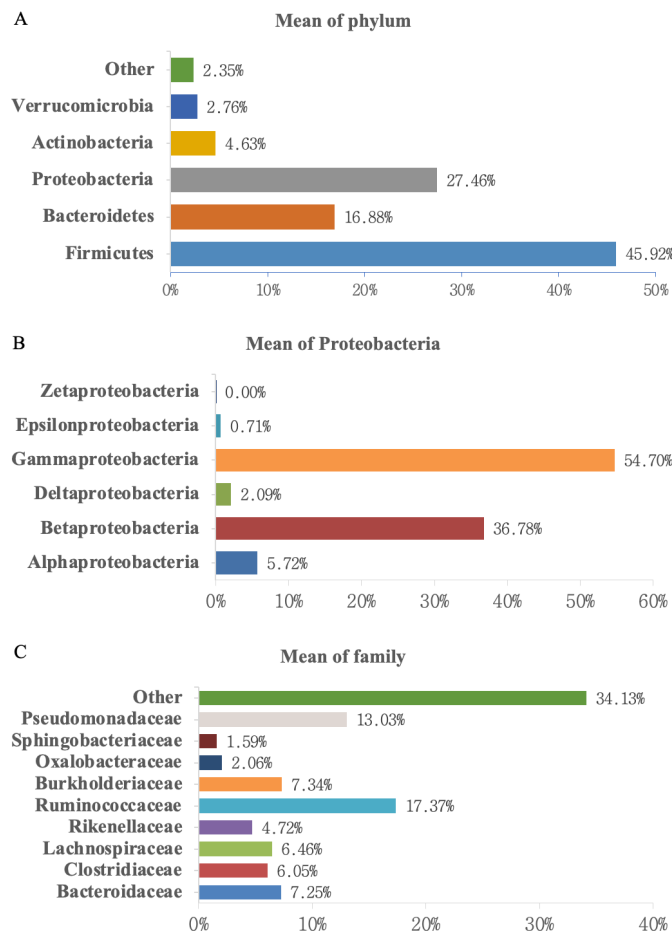 A
Mean of phylum
Other 2.35%
Verrucomicrobia 2.76%
Actinobacteria 4.63%
Proteobacteria 27.46%
Bacteroidetes 16.88%
Firmicutes 45.92%
0% 10% 20% 30% 40% 50%
B
Mean of Proteobacteria
Zetaproteobacteria 0.00%
Epsilonproteobacteria 0.71%
Gammaproteobacteria 54.70%
Deltaproteobacteria 2.09%
Betaproteobacteria 36.78%
Alphaproteobacteria 5.72%
0% 10% 20% 30% 40% 50% 60%
C
Mean of family
Other 34.13%
Pseudomonadaceae 13.03%
Sphingobacteriaceae 1.59%
Oxalobacteraceae 2.06%
Burkholderiaceae 7.34%
Ruminococcaceae 17.37%
Rikenellaceae 4.72%
Lachnospiraceae 6.46%
Clostridiaceae 6.05%
Bacteroidaceae 7.25%
0% 10% 20% 30% 40%